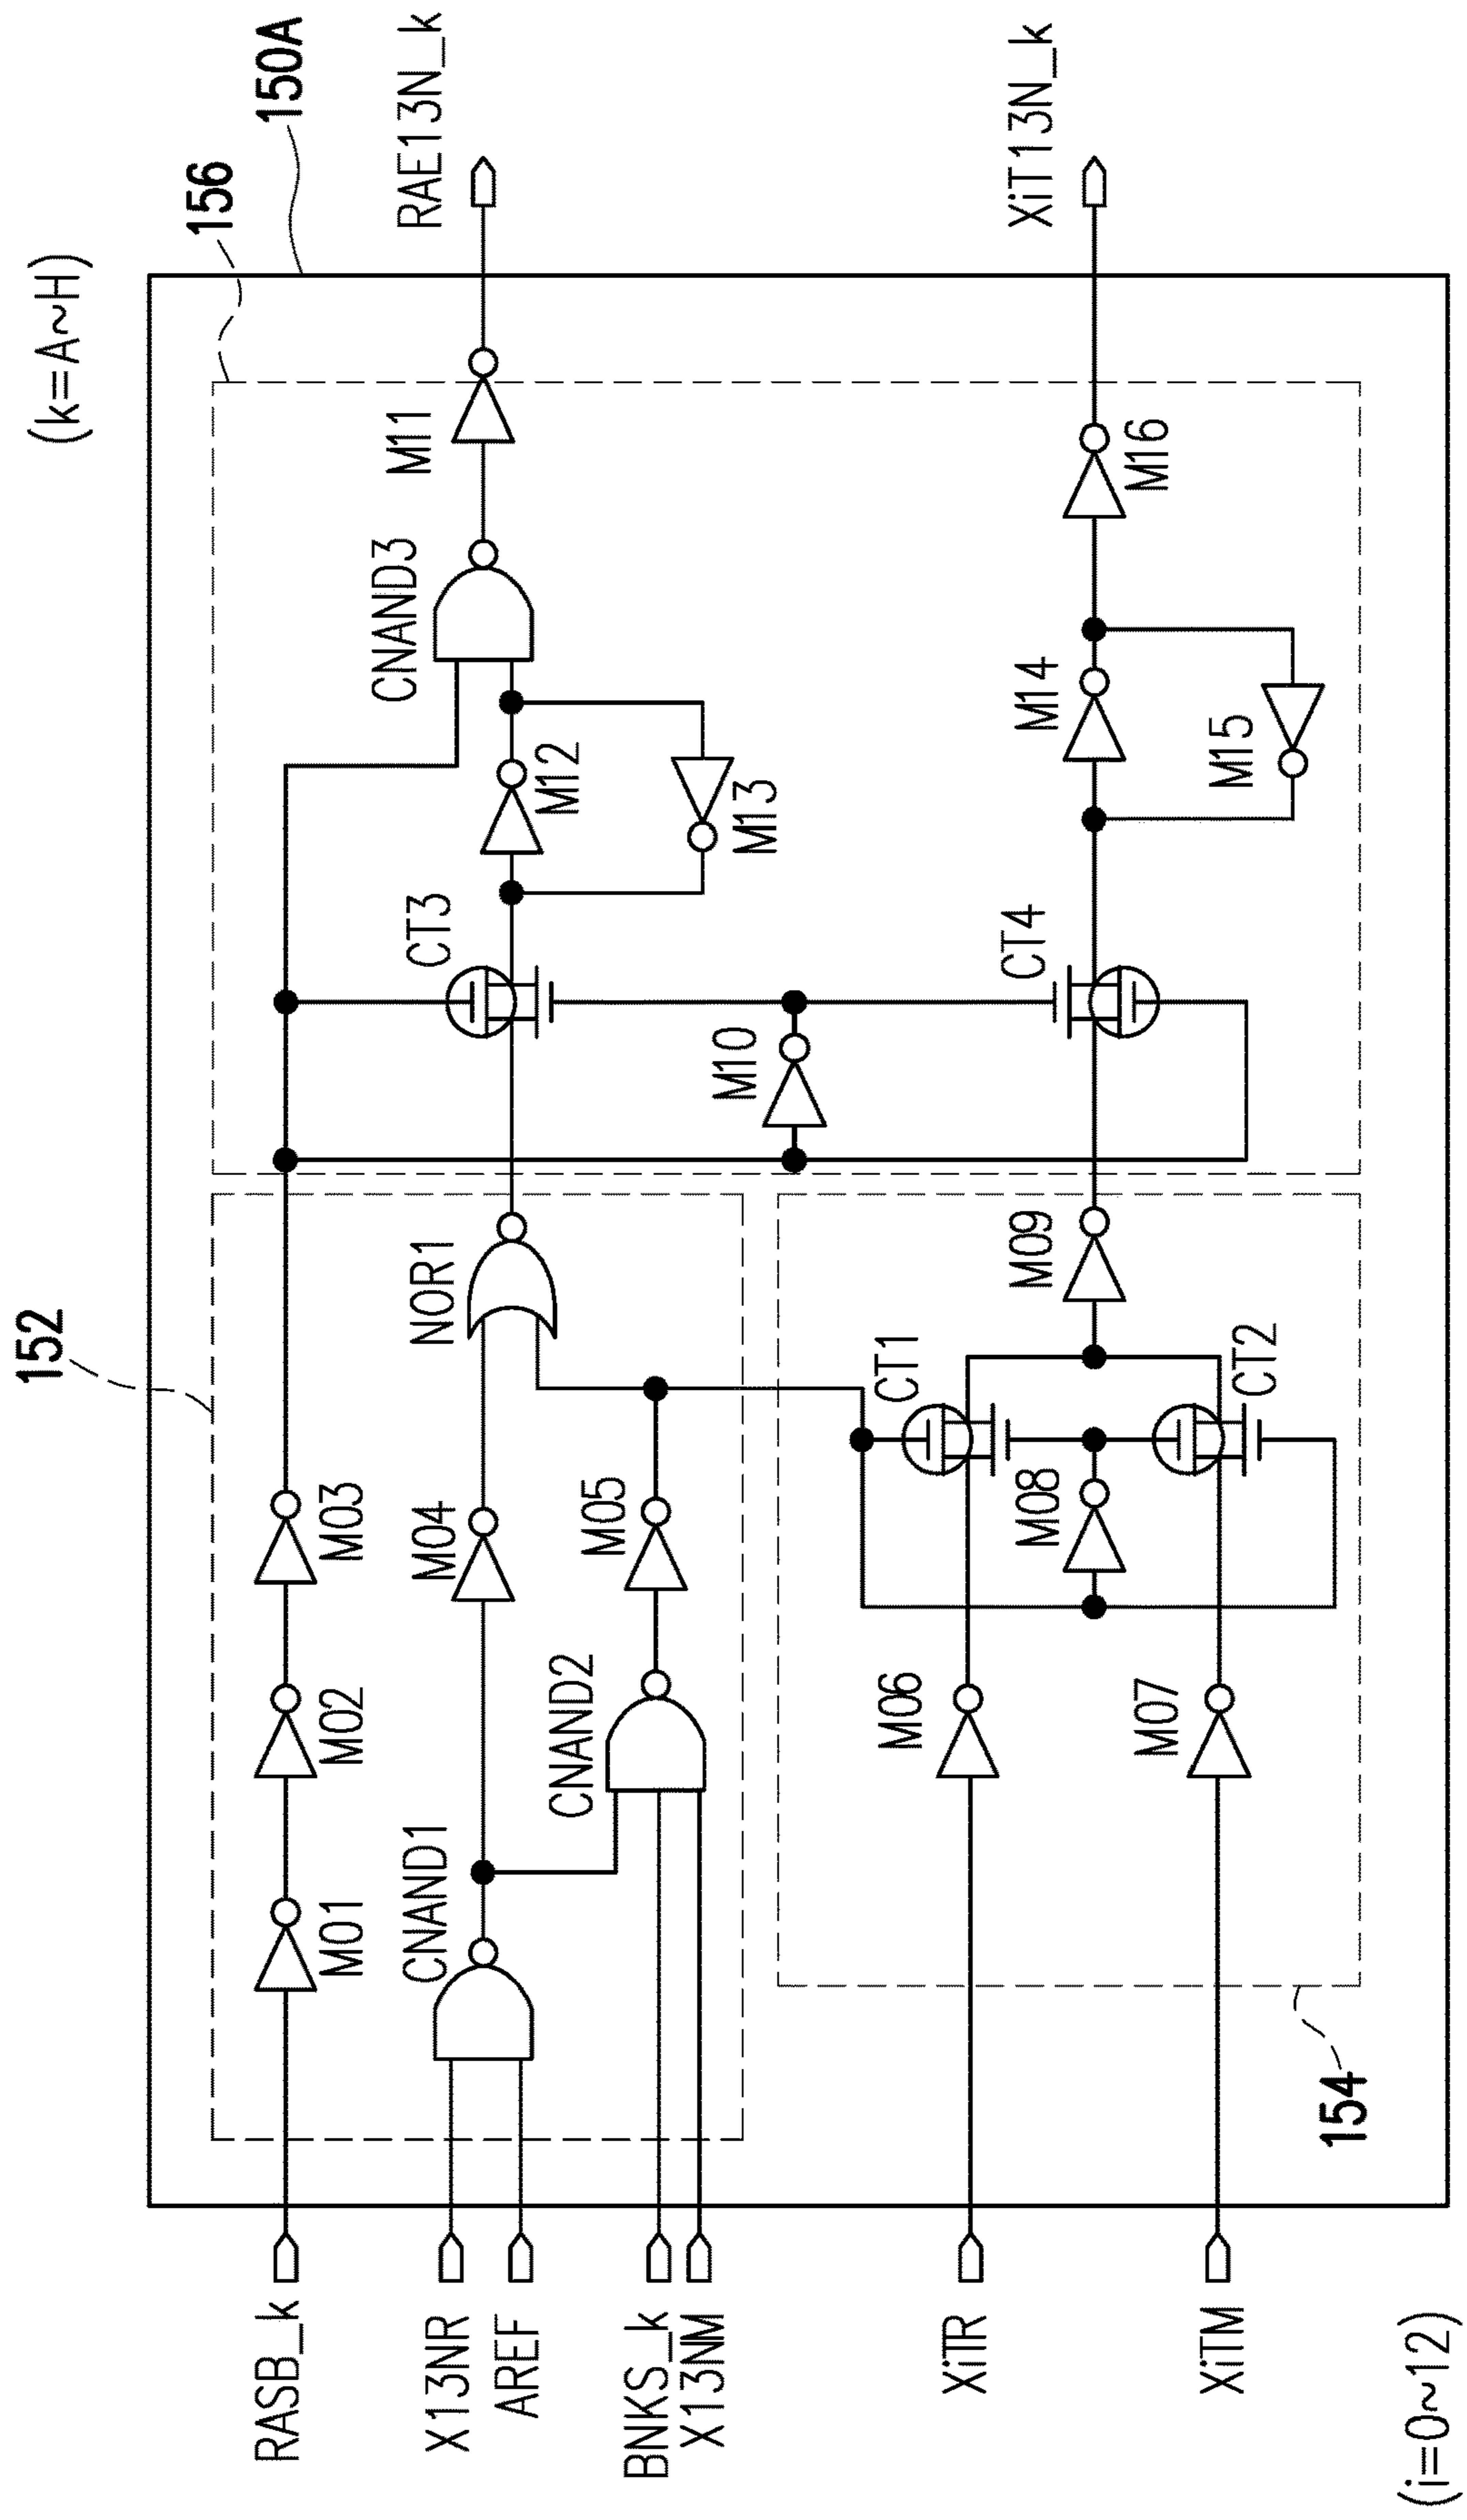 (k=A~H)
150A
156
152
154
RASB_k
X13NR
AREF
BNKS_k
X13NM
XiTR
XiTM
(i=0~12)
M01
M02
M03
CNAND1
M04
NOR1
CNAND2
M05
M06
M07
M08
CT1
CT2
M09
M10
CT3
CT4
M12
M13
CNAND3
M11
M14
M15
M16
RAE13N_k
XiT13N_k